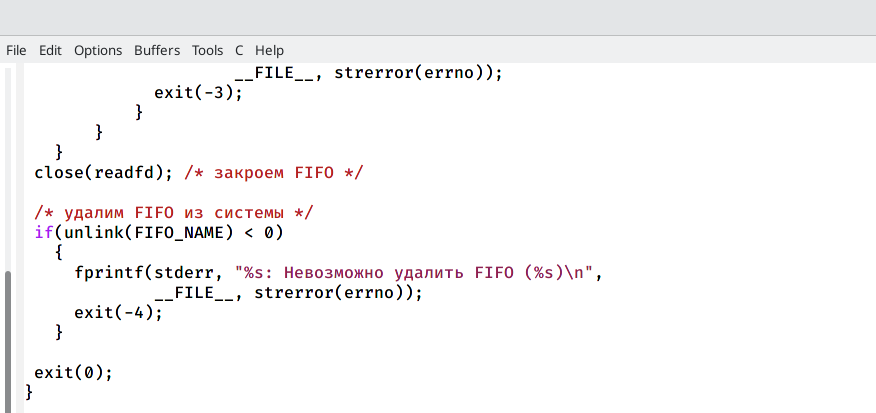 File Edit Options Buffers Tools C Help
__FILE__, strerror(errno));
exit(-3);
}
}
}
close(readfd); /* закроем FIFO */
/* удалим FIFO из системы */
if(unlink(FIFO_NAME) < 0)
{
fprintf(stderr, "%s: Невозможно удалить FIFO (%s)\n",
__FILE__, strerror(errno));
exit(-4);
}
exit(0);
}